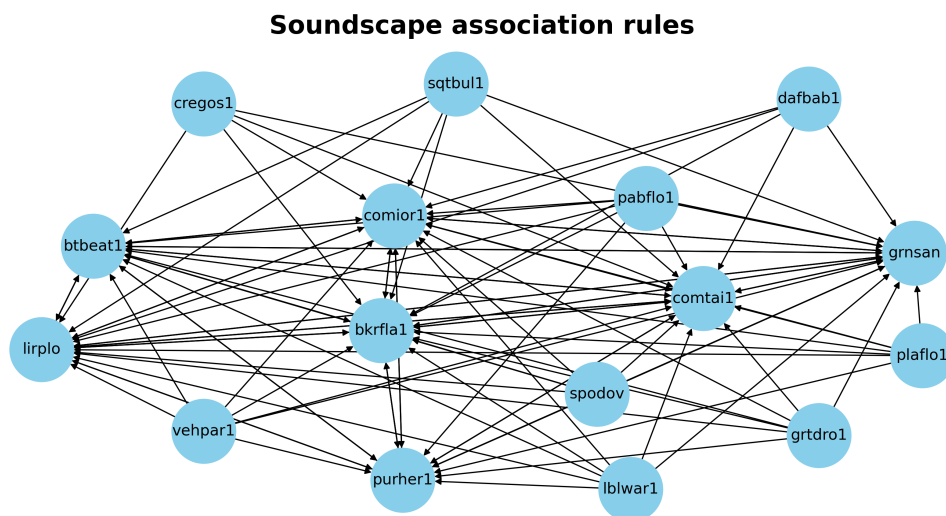 Soundscape association rules
sqtbul1
cregos1
dafbab1
pabflo1
comior1
btbeat1
grnsan
comtai1
bkrfla1
lirplo
plaflo1
spodov
vehpar1
grtdro1
purher1
lblwar1